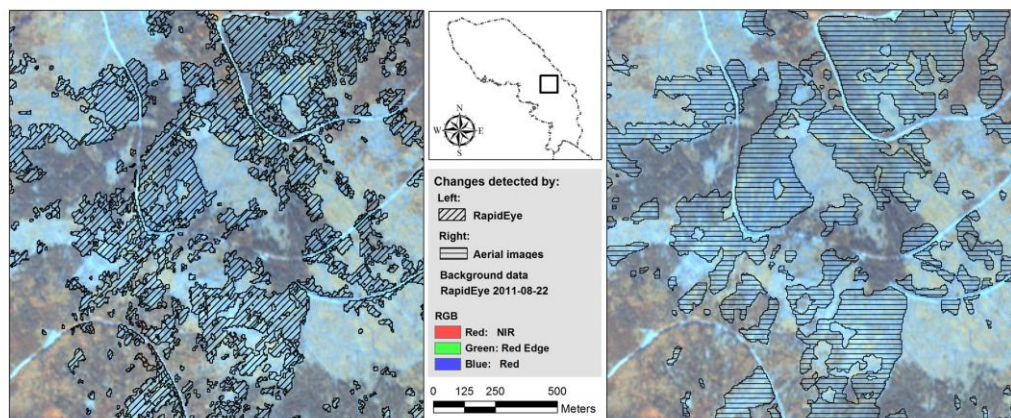 N
W E
S
Changes detected by:
Left:
RapidEye
Right:
Aerial images
Background data
RapidEye 2011-08-22
RGB
Red: NIR
Green: Red Edge
Blue: Red
0 125 250 500
Meters